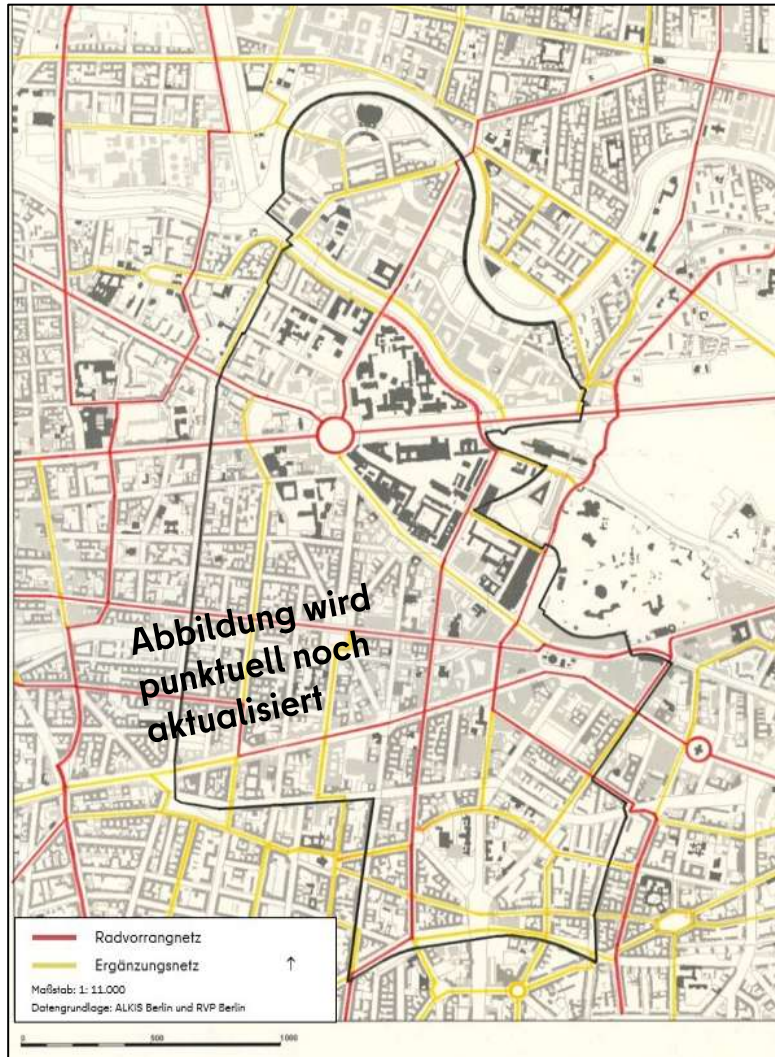 Abbildung wird
punktuell noch
aktualisiert
Radvorrangnetz
Ergänzungsnetz
Maßstab: 1: 11.000
Datengrundlage: ALKIS Berlin und RVP Berlin
0 500 1000